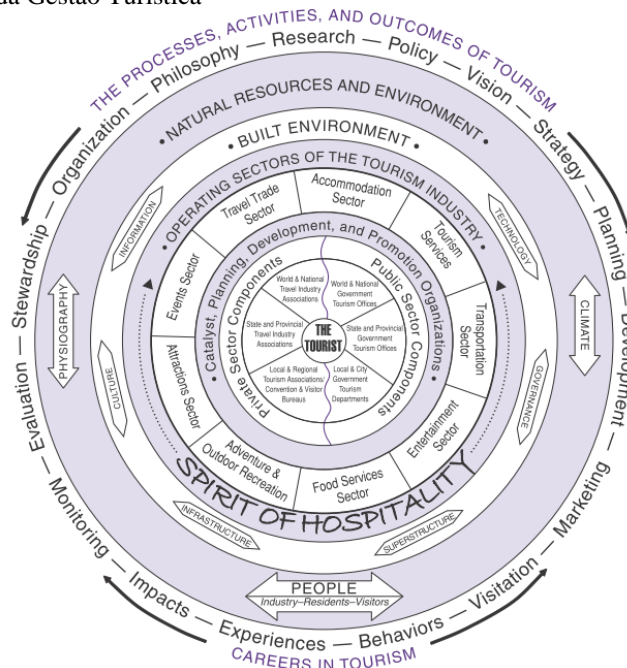 da Gestão Turística
THE PROCESSES, ACTIVITIES, AND OUTCOMES OF TOURISM
Organization — Philosophy — Research — Policy — Vision — Strategy — Planning — Development — Marketing — Visitation — Behaviors — Experiences — Impacts — Monitoring — Evaluation — Stewardship —
• NATURAL RESOURCES AND ENVIRONMENT •
• BUILT ENVIRONMENT •
• OPERATING SECTORS OF THE TOURISM INDUSTRY •
INFORMATION
TECHNOLOGY
PHYSIOGRAPHY
CLIMATE
CULTURE
GOVERNANCE
INFRASTRUCTURE
SUPERSTRUCTURE
Travel Trade
Sector
Accommodation
Sector
Tourism
Services
Transportation
Sector
Entertainment
Sector
Food Services
Sector
Adventure &
Outdoor Recreation
Attractions Sector
Events Sector
• Catalyst, Planning, Development, and Promotion Organizations •
Private Sector Components
Public Sector Components
World & National
Travel Industry
Associations
World & National
Government
Tourism Offices
State and Provincial
Travel Industry
Associations
THE
TOURIST
State and Provincial
Government
Tourism Offices
Local & Regional
Tourism Associations
Convention & Visitor
Bureaus
Local & City
Government
Tourism
Departments
SPIRIT OF HOSPITALITY
PEOPLE
Industry–Residents–Visitors
CAREERS IN TOURISM